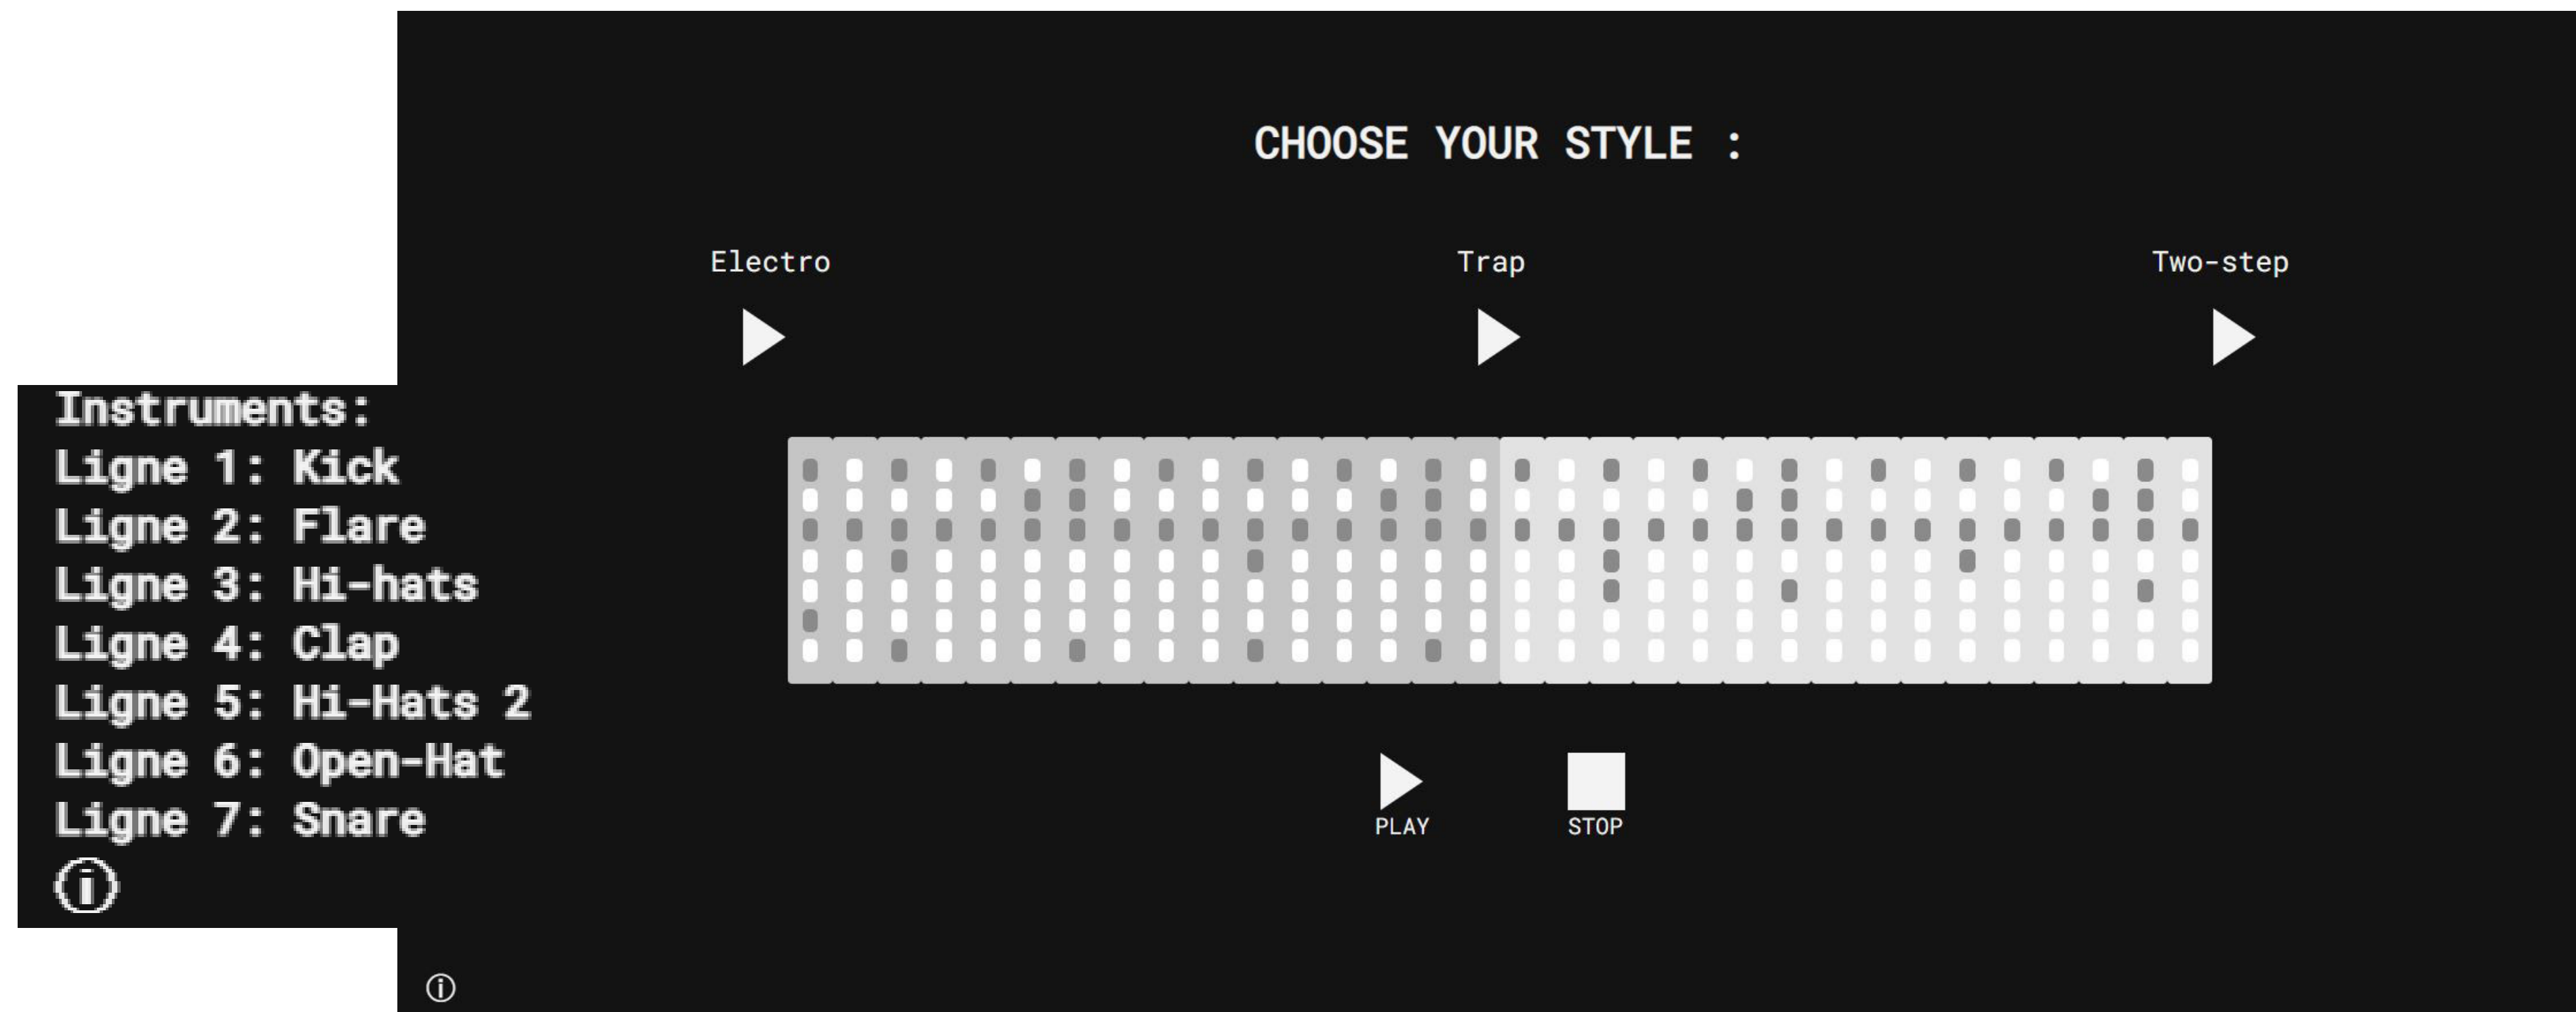 CHOOSE YOUR STYLE :
Electro
Trap
Two-step
Instruments:
Ligne 1: Kick
Ligne 2: Flare
Ligne 3: Hi-hats
Ligne 4: Clap
Ligne 5: Hi-Hats 2
Ligne 6: Open-Hat
Ligne 7: Snare
PLAY
STOP